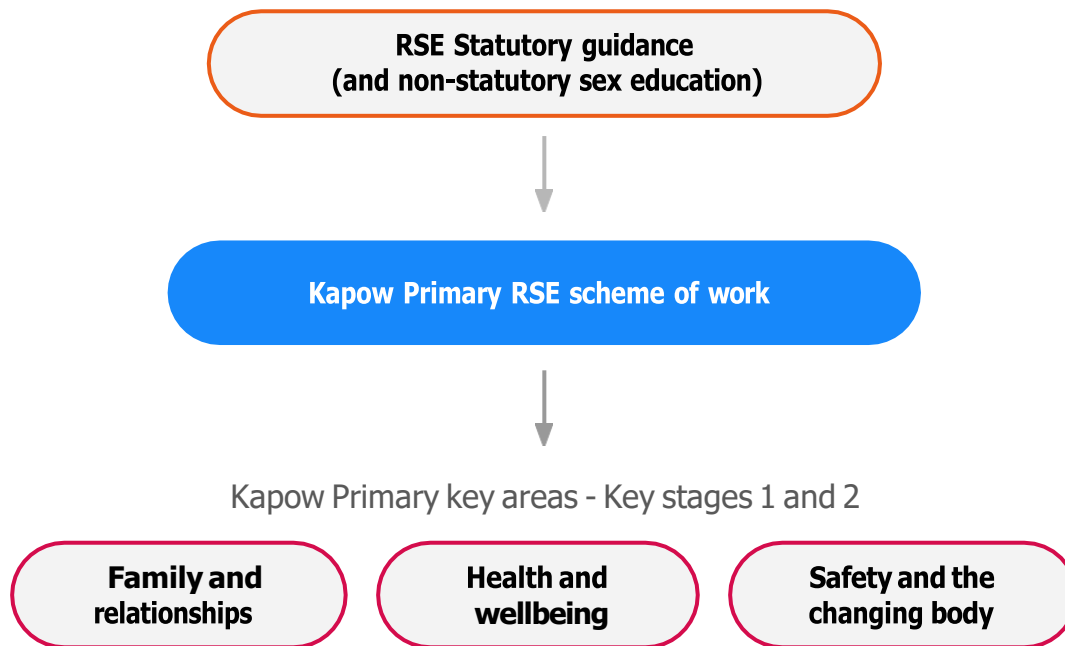 RSE Statutory guidance
(and non-statutory sex education)
Kapow Primary RSE scheme of work
Kapow Primary key areas - Key stages 1 and 2
Family and
relationships
Health and
wellbeing
Safety and the
changing body